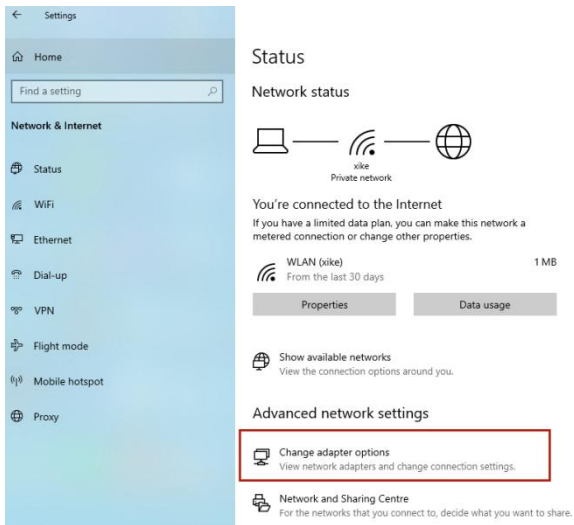 Settings
Home
Find a setting
Network & Internet
Status
WiFi
Ethernet
Dial-up
VPN
Flight mode
Mobile hotspot
Proxy
Status
Network status
xike
Private network
You're connected to the Internet
If you have a limited data plan, you can make this network a
metered connection or change other properties.
WLAN (xike) 1 MB
From the last 30 days
Properties Data usage
Show available networks
View the connection options around you.
Advanced network settings
Change adapter options
View network adapters and change connection settings.
Network and Sharing Centre
For the networks that you connect to, decide what you want to share.